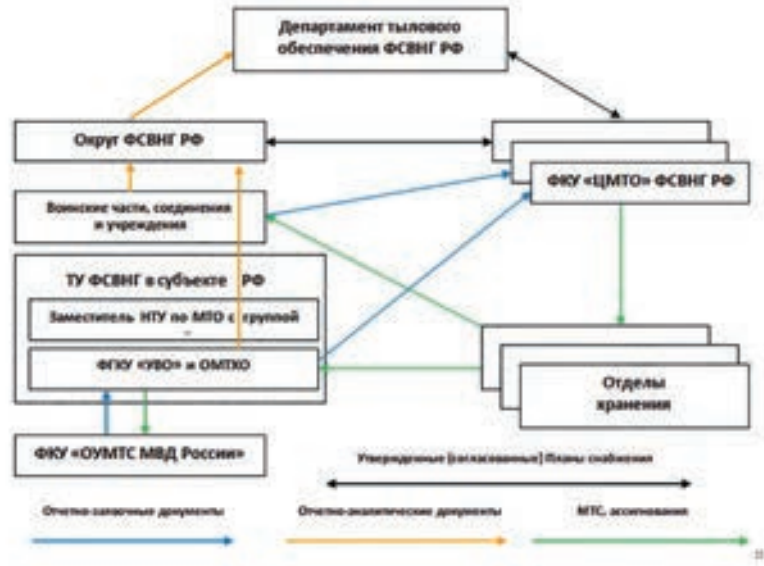 Департамент тылового
обеспечения ФСВНГ РФ
Округ ФСВНГ РФ
ФКУ «ЦМТО» ФСВНГ РФ
Воинские части, соединения
и учреждения
ТУ ФСВНГ в субъекте РФ
Заместитель НТУ по МТО с группой
ФГКУ «УВО» и ОМТХО
Отделы
хранения
ФКУ «ОУМТС МВД России»
Утвержденные (согласованные) Планы снабжения
Отчетно-заявочные документы
Отчетно-аналитические документы
МТС, ассигнования